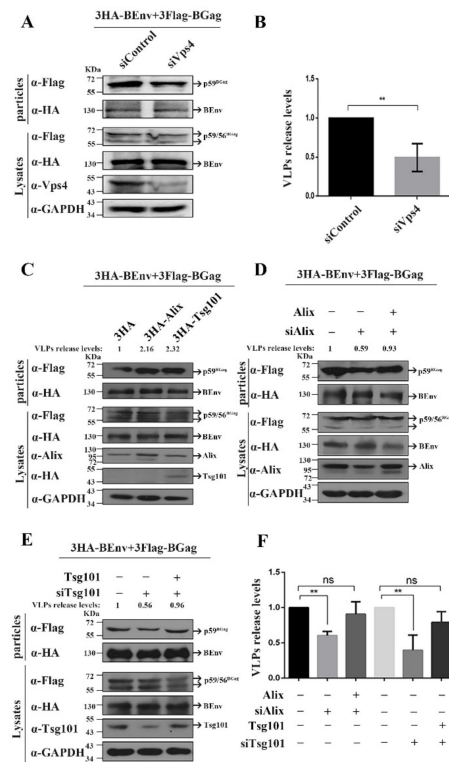 A
3HA-BEnv+3Flag-BGag
siControl
siVps4
KDa
particles
α-Flag
72
55
p59BGag
α-HA
130
BEnv
Lysates
α-Flag
72
55
p59/56BGag
α-HA
130
BEnv
α-Vps4
55
43
α-GAPDH
43
34
B
VLPs release levels
1.5
1.0
0.5
0.0
**
siControl
siVps4
C
3HA-BEnv+3Flag-BGag
3HA
3HA-Alix
3HA-Tsg101
VLPs release levels: 1 2.16 2.32
KDa
particles
α-Flag
72
55
p59BGag
α-HA
130
BEnv
Lysates
α-Flag
72
55
p59/56BGag
α-HA
130
BEnv
α-Alix
130
95
72
Alix
α-HA
55
Tsg101
α-GAPDH
43
34
D
3HA-BEnv+3Flag-BGag
Alix – – +
siAlix – + +
VLPs release levels: 1 0.59 0.93
KDa
particles
α-Flag
72
55
p59BGag
α-HA
130
BEnv
Lysates
α-Flag
72
55
p59/56BGag
α-HA
130
BEnv
α-Alix
130
95
72
Alix
α-GAPDH
43
34
E
3HA-BEnv+3Flag-BGag
Tsg101 – – +
siTsg101 – + +
VLPs release levels: 1 0.56 0.96
KDa
particles
α-Flag
72
55
p59BGag
α-HA
130
BEnv
Lysates
α-Flag
72
55
p59/56BGag
α-HA
130
BEnv
α-Tsg101
55
43
Tsg101
α-GAPDH
43
34
F
VLPs release levels
1.5
1.0
0.5
0.0
ns
**
ns
**
Alix – – +
siAlix – + +
Tsg101 – – +
siTsg101 – + +